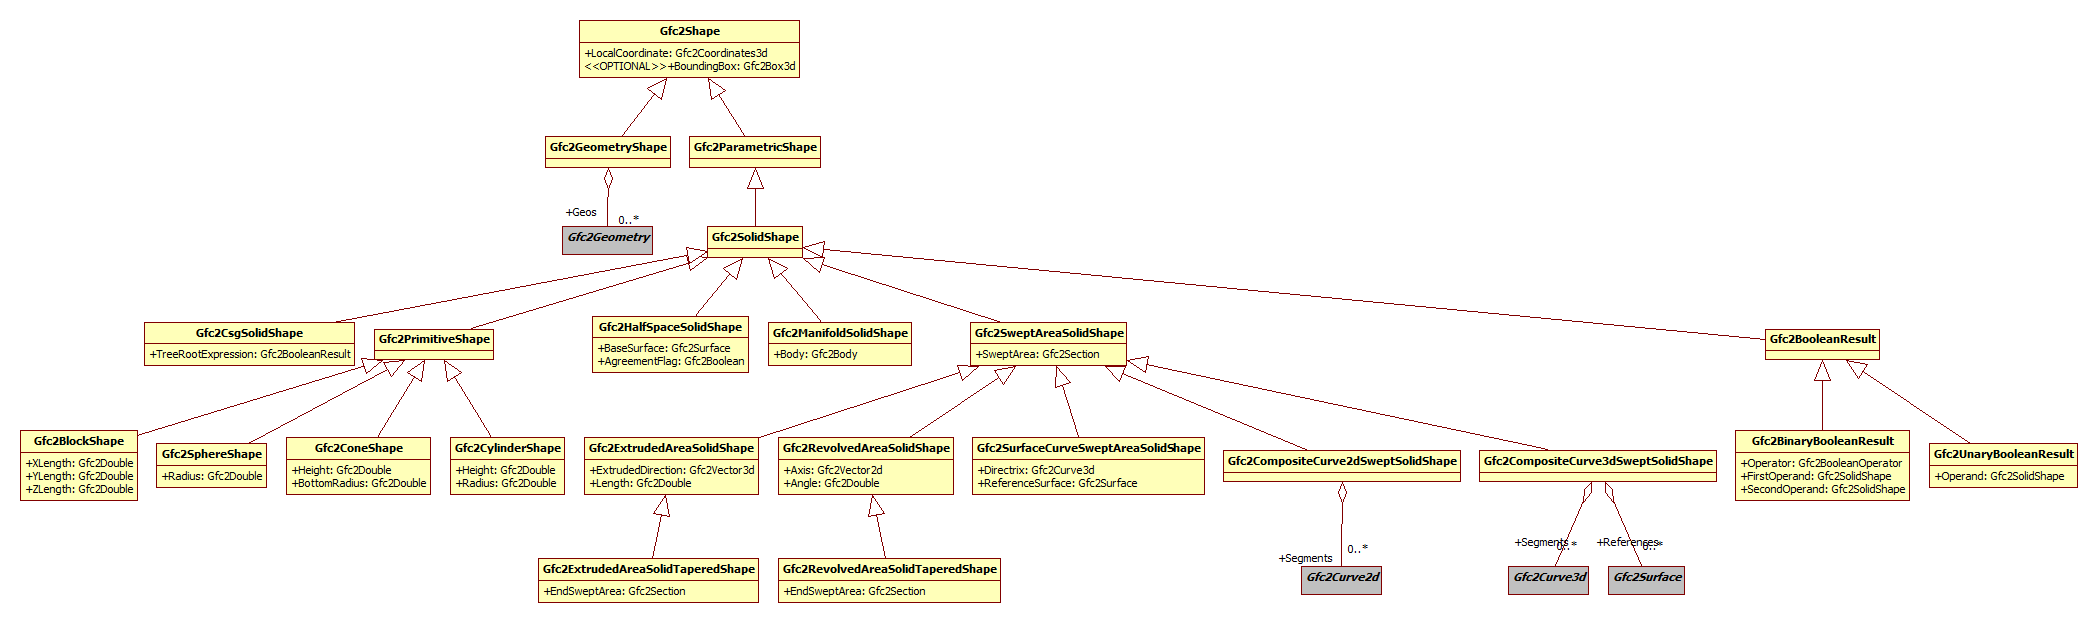 Gfc2Shape
+LocalCoordinate: Gfc2Coordinates3d
<<OPTIONAL>>+BoundingBox: Gfc2Box3d
Gfc2GeometryShape
Gfc2ParametricShape
+Geos
0..*
Gfc2Geometry
Gfc2SolidShape
Gfc2CsgSolidShape
+TreeRootExpression: Gfc2BooleanResult
Gfc2PrimitiveShape
Gfc2HalfSpaceSolidShape
+BaseSurface: Gfc2Surface
+AgreementFlag: Gfc2Boolean
Gfc2ManifoldSolidShape
+Body: Gfc2Body
Gfc2SweptAreaSolidShape
+SweptArea: Gfc2Section
Gfc2BooleanResult
Gfc2BlockShape
+XLength: Gfc2Double
+YLength: Gfc2Double
+ZLength: Gfc2Double
Gfc2SphereShape
+Radius: Gfc2Double
Gfc2ConeShape
+Height: Gfc2Double
+BottomRadius: Gfc2Double
Gfc2CylinderShape
+Height: Gfc2Double
+Radius: Gfc2Double
Gfc2ExtrudedAreaSolidShape
+ExtrudedDirection: Gfc2Vector3d
+Length: Gfc2Double
Gfc2RevolvedAreaSolidShape
+Axis: Gfc2Vector2d
+Angle: Gfc2Double
Gfc2SurfaceCurveSweptAreaSolidShape
+Directrix: Gfc2Curve3d
+ReferenceSurface: Gfc2Surface
Gfc2CompositeCurve2dSweptSolidShape
Gfc2CompositeCurve3dSweptSolidShape
Gfc2BinaryBooleanResult
+Operator: Gfc2BooleanOperator
+FirstOperand: Gfc2SolidShape
+SecondOperand: Gfc2SolidShape
Gfc2UnaryBooleanResult
+Operand: Gfc2SolidShape
+Segments
0..*
+Segments
0..*
+References
0..*
Gfc2ExtrudedAreaSolidTaperedShape
+EndSweptArea: Gfc2Section
Gfc2RevolvedAreaSolidTaperedShape
+EndSweptArea: Gfc2Section
Gfc2Curve2d
Gfc2Curve3d
Gfc2Surface